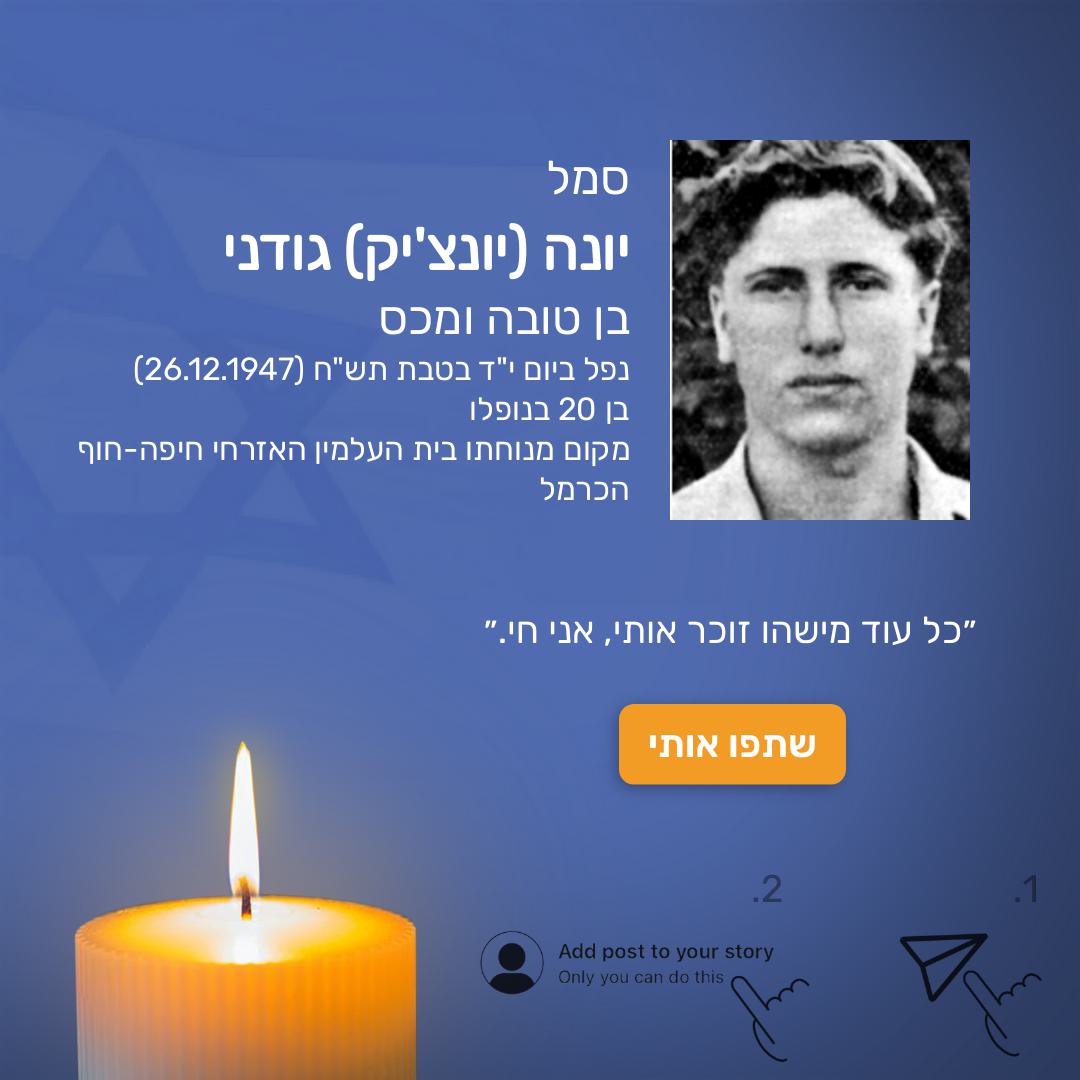 סמל
יונה (יונצ'יק) גודני
בן טובה ומכס
נפל ביום י"ד בטבת תש"ח (26.12.1947)
בן 20 בנופלו
מקום מנוחתו בית העלמין האזרחי חיפה-חוף
הכרמל
״כל עוד מישהו זוכר אותי, אני חי.״
שתפו אותי
1.
2.
Add post to your story
Only you can do this